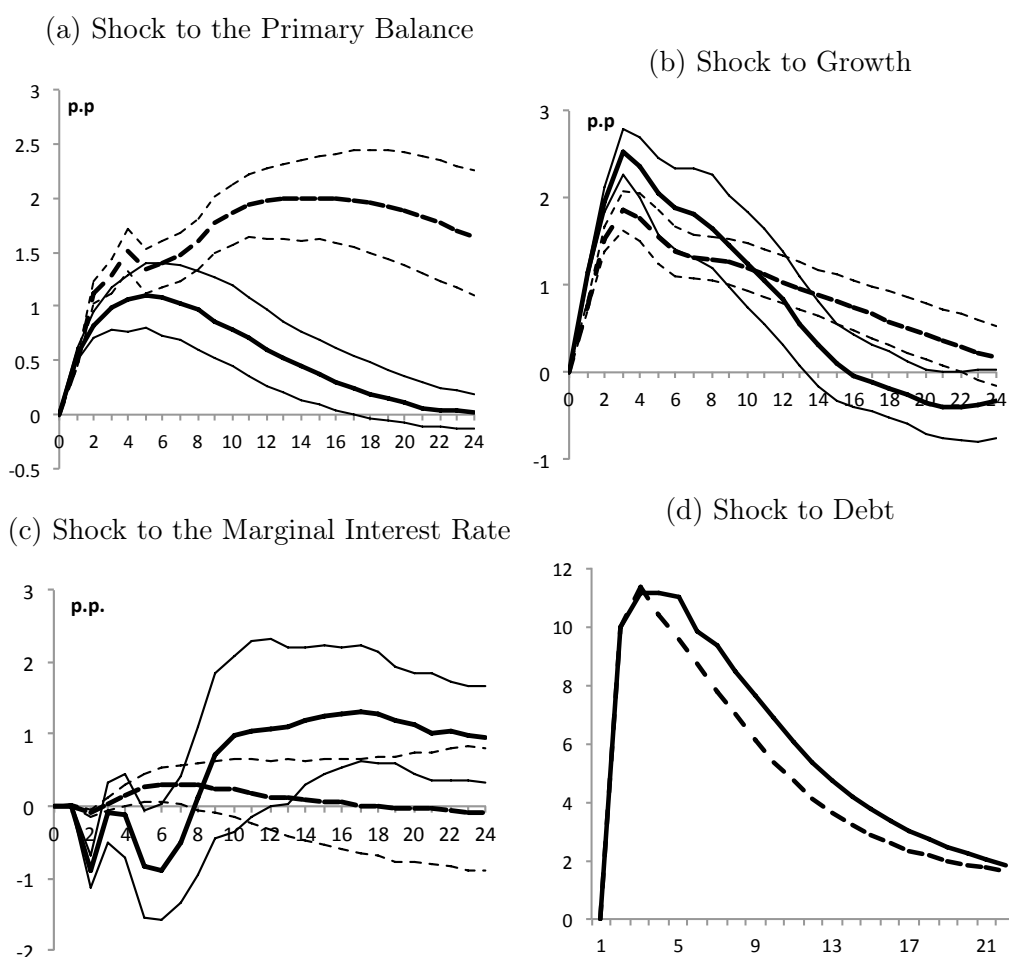 (a) Shock to the Primary Balance
3
p.p
2.5
2
1.5
1
0.5
0
0 2 4 6 8 10 12 14 16 18 20 22 24
-0.5
(b) Shock to Growth
3
p.p
2
1
0
0 2 4 6 8 10 12 14 16 18 20 22 24
-1
(c) Shock to the Marginal Interest Rate
3
p.p.
2
1
0
0 2 4 6 8 10 12 14 16 18 20 22 24
-1
-2
(d) Shock to Debt
12
10
8
6
4
2
0
1 5 9 13 17 21